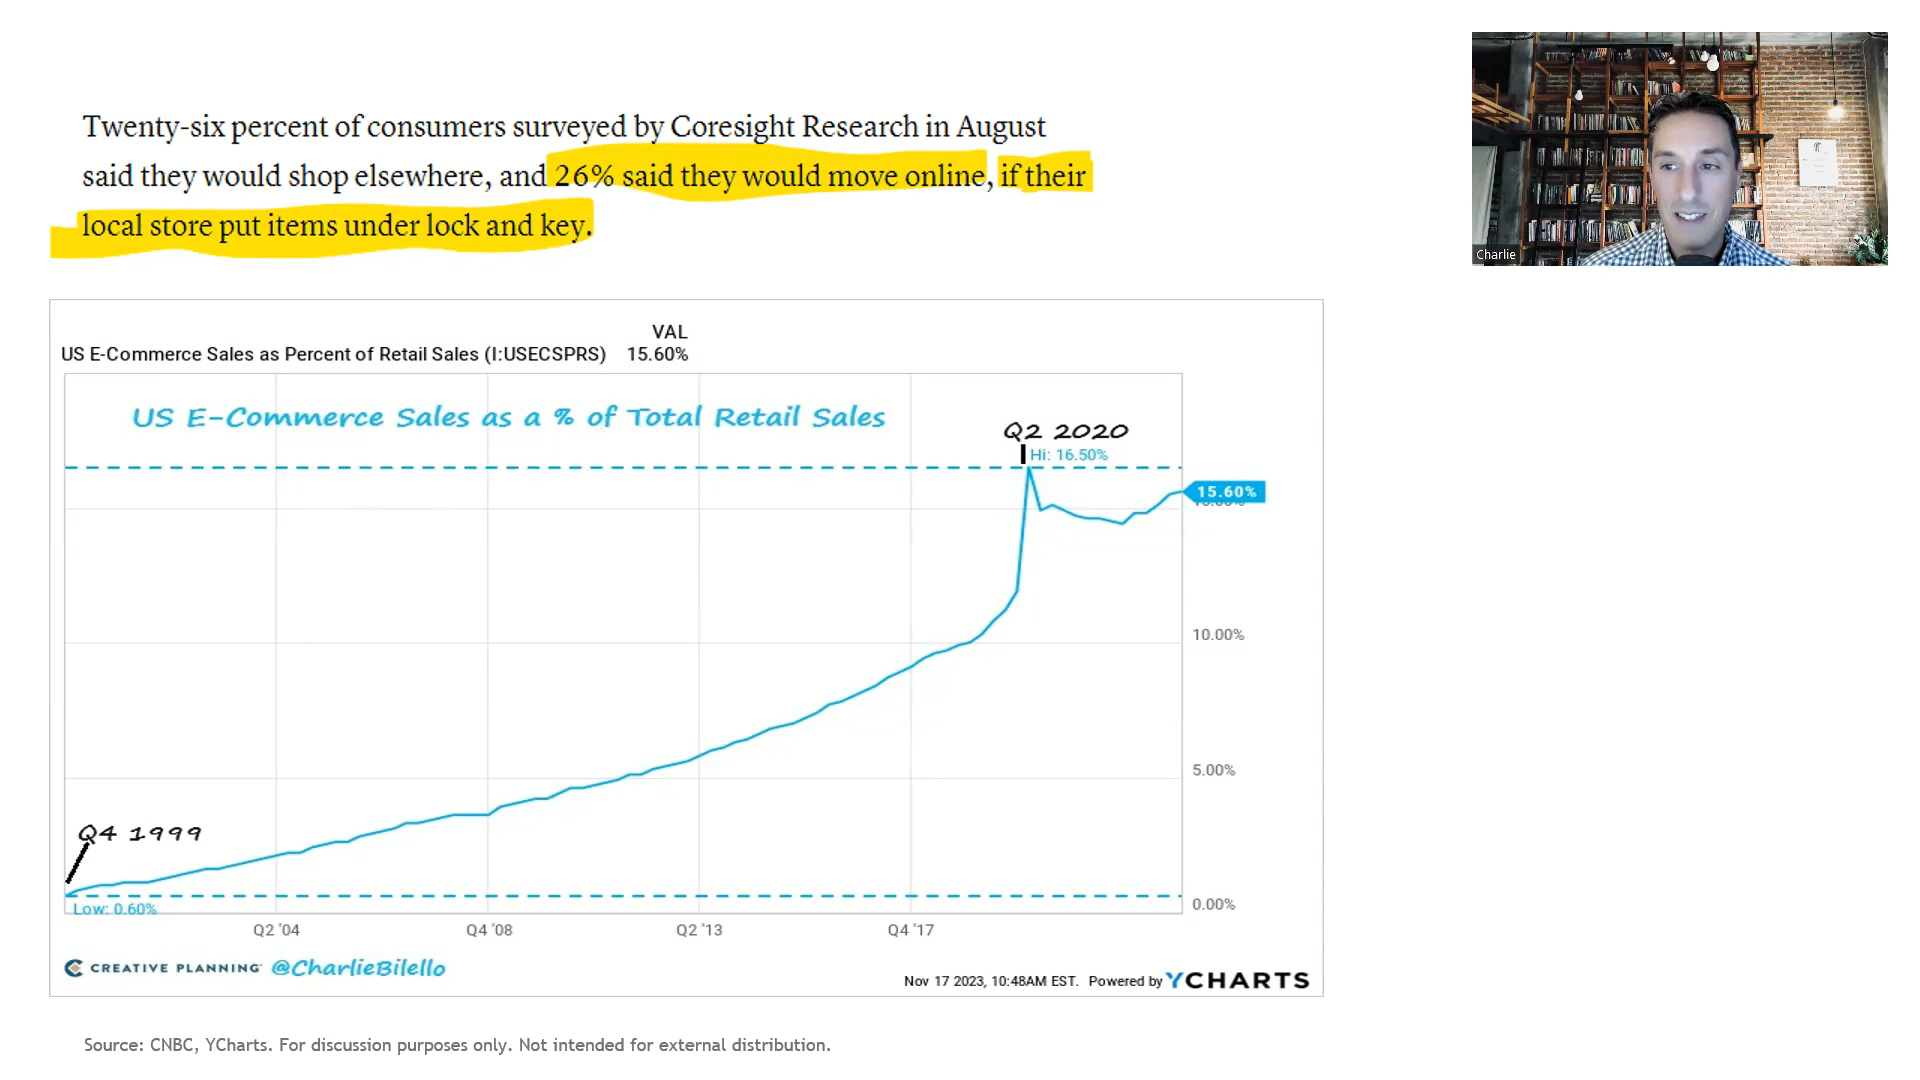 Twenty-six percent of consumers surveyed by Coresight Research in August
said they would shop elsewhere, and 26% said they would move online, if their
local store put items under lock and key.
Charlie
VAL
US E-Commerce Sales as Percent of Retail Sales (I:USECSPRS) 15.60%
US E-Commerce Sales as a % of Total Retail Sales
Q2 2020
Hi: 16.50%
15.60%
10.00%
5.00%
Q4 1999
Low: 0.60%
0.00%
Q2 '04 Q4 '08 Q2 '13 Q4 '17
CREATIVE PLANNING @CharlieBilello
Nov 17 2023, 10:48AM EST. Powered by YCHARTS
Source: CNBC, YCharts. For discussion purposes only. Not intended for external distribution.